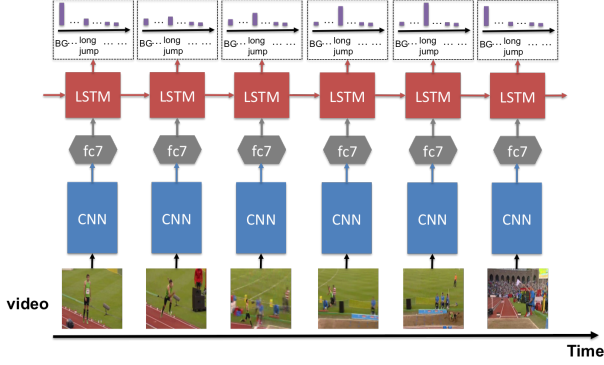 BG... long jump ... ...
BG... long jump ... ...
BG... long jump ... ...
BG... long jump ... ...
BG... long jump ... ...
BG... long jump ... ...
LSTM LSTM LSTM LSTM LSTM LSTM
fc7 fc7 fc7 fc7 fc7 fc7
CNN CNN CNN CNN CNN CNN
video
Time